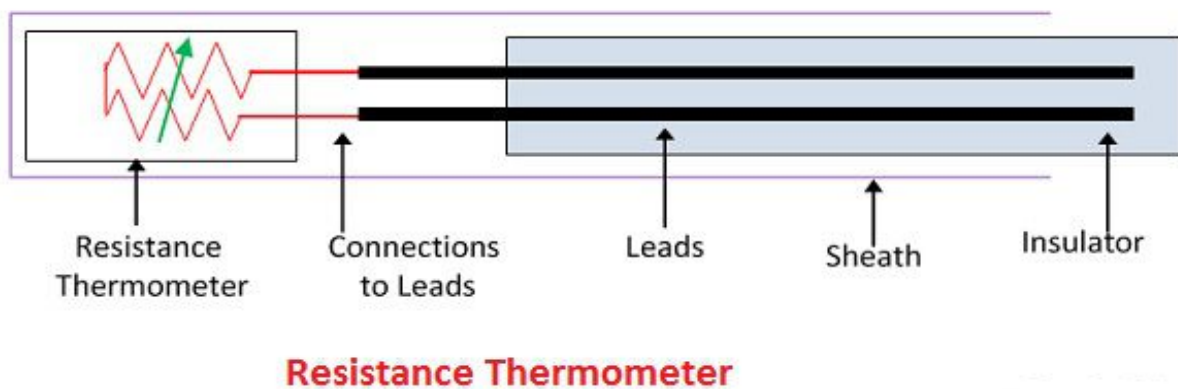 Resistance
Thermometer
Connections
to Leads
Leads
Sheath
Insulator
Resistance Thermometer